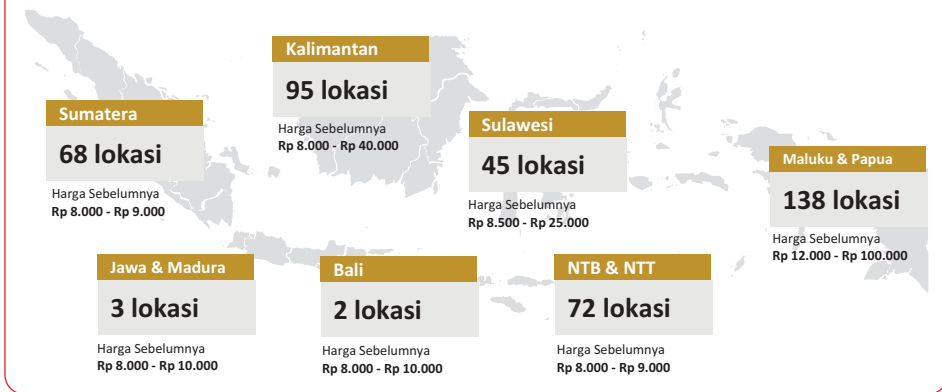 Kalimantan
95 lokasi
Harga Sebelumnya
Rp 8.000 - Rp 40.000
Sumatera
68 lokasi
Harga Sebelumnya
Rp 8.000 - Rp 9.000
Sulawesi
45 lokasi
Harga Sebelumnya
Rp 8.500 - Rp 25.000
Maluku & Papua
138 lokasi
Harga Sebelumnya
Rp 12.000 - Rp 100.000
Jawa & Madura
3 lokasi
Harga Sebelumnya
Rp 8.000 - Rp 10.000
Bali
2 lokasi
Harga Sebelumnya
Rp 8.000 - Rp 10.000
NTB & NTT
72 lokasi
Harga Sebelumnya
Rp 8.000 - Rp 9.000